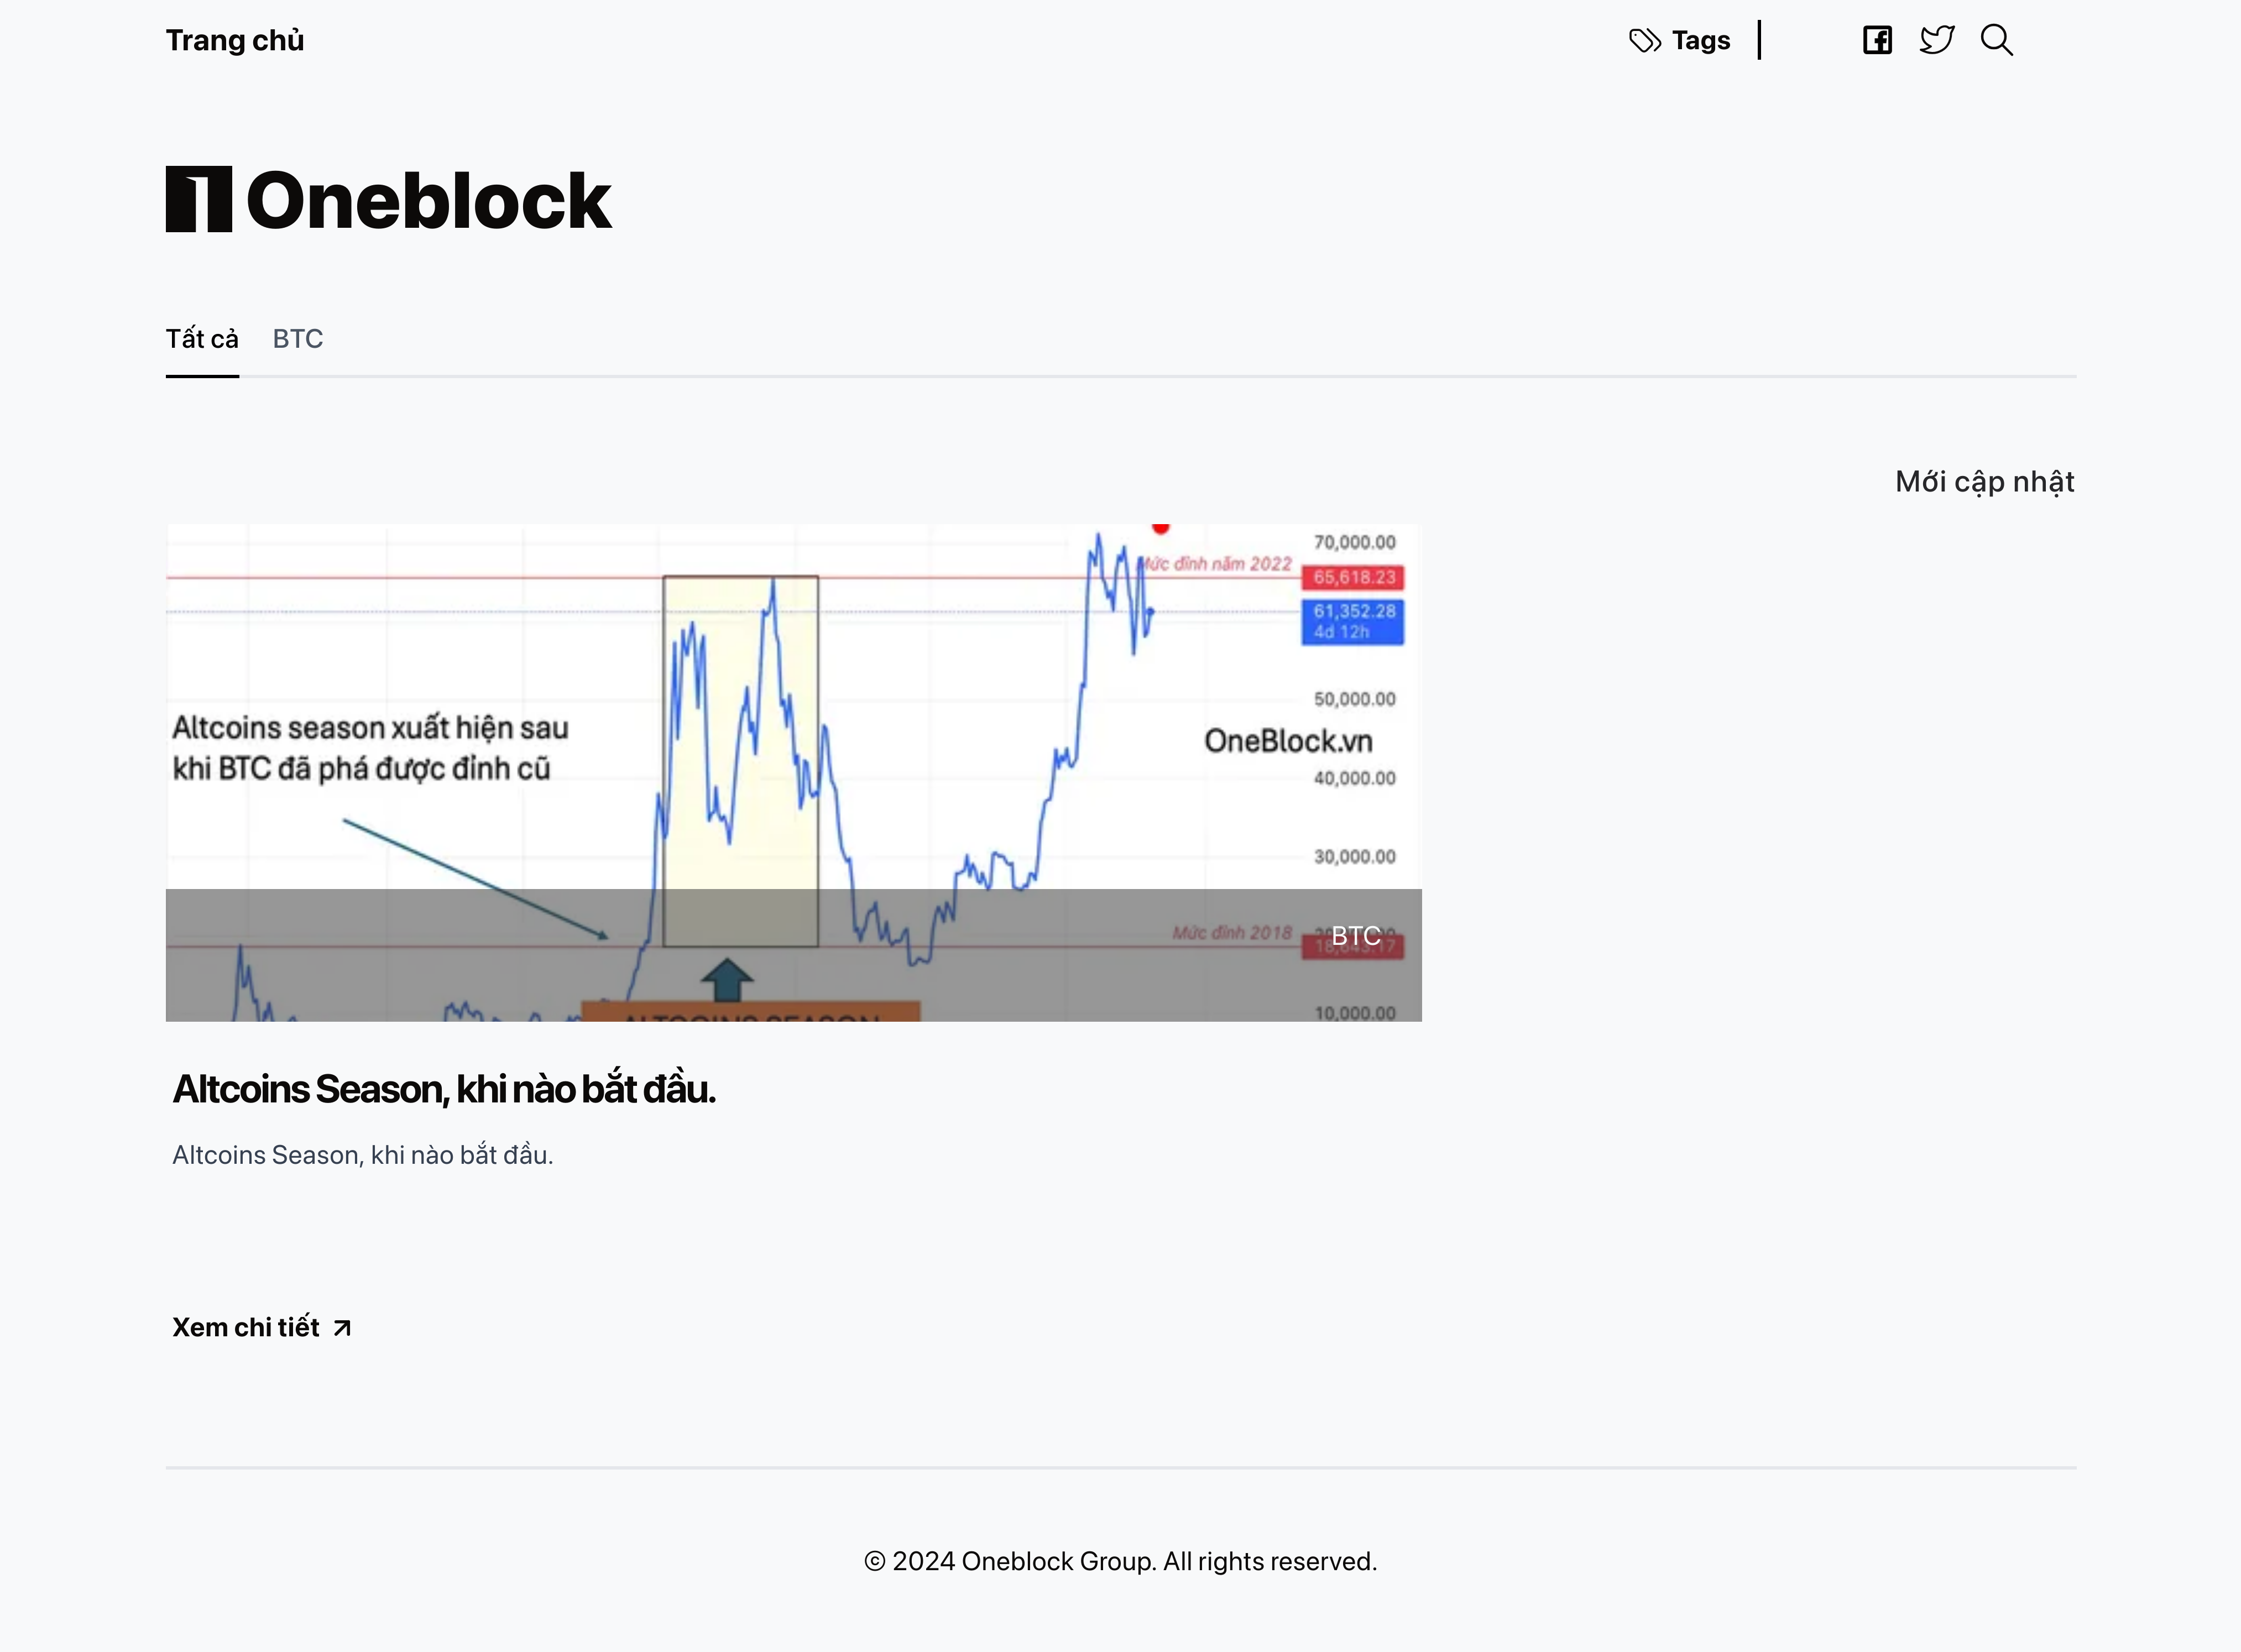 Trang chủ
Tags
Oneblock
Tất cả
BTC
Mới cập nhật
70,000.00
Mức đỉnh năm 2022
65,618.23
61,352.28
4d 12h
50,000.00
Altcoins season xuất hiện sau
khi BTC đã phá được đỉnh cũ
OneBlock.vn
40,000.00
30,000.00
Mức đỉnh 2018
BTC
10,000.00
ALTCOINS SEASON
Altcoins Season, khi nào bắt đầu.
Altcoins Season, khi nào bắt đầu.
Xem chi tiết
© 2024 Oneblock Group. All rights reserved.